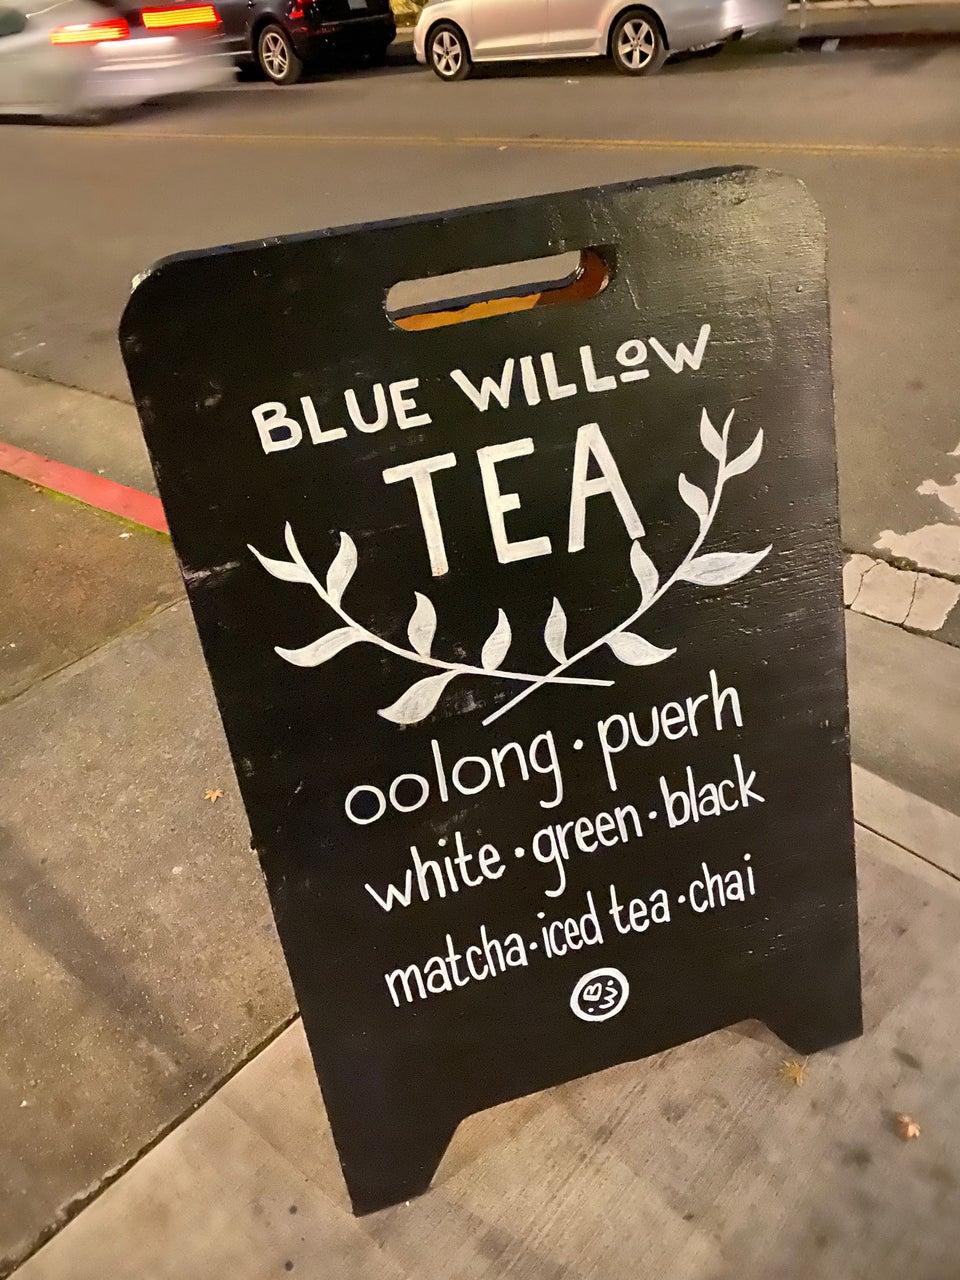 BLUE WILLOW
TEA
oolong · puerh
white · green · black
matcha · iced tea · chai